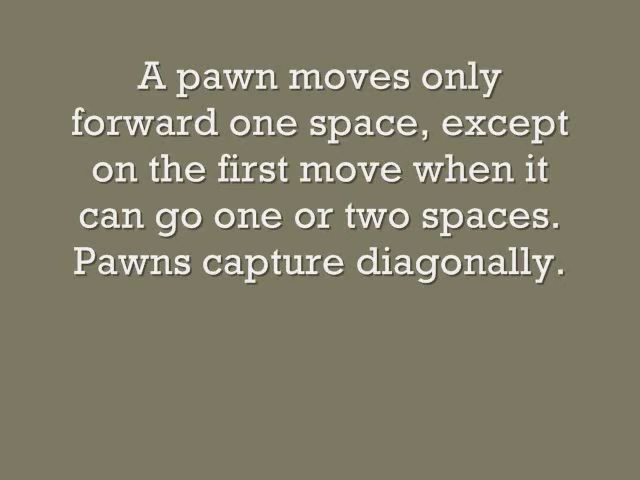 A pawn moves only
forward one space, except
on the first move when it
can go one or two spaces.
Pawns capture diagonally.